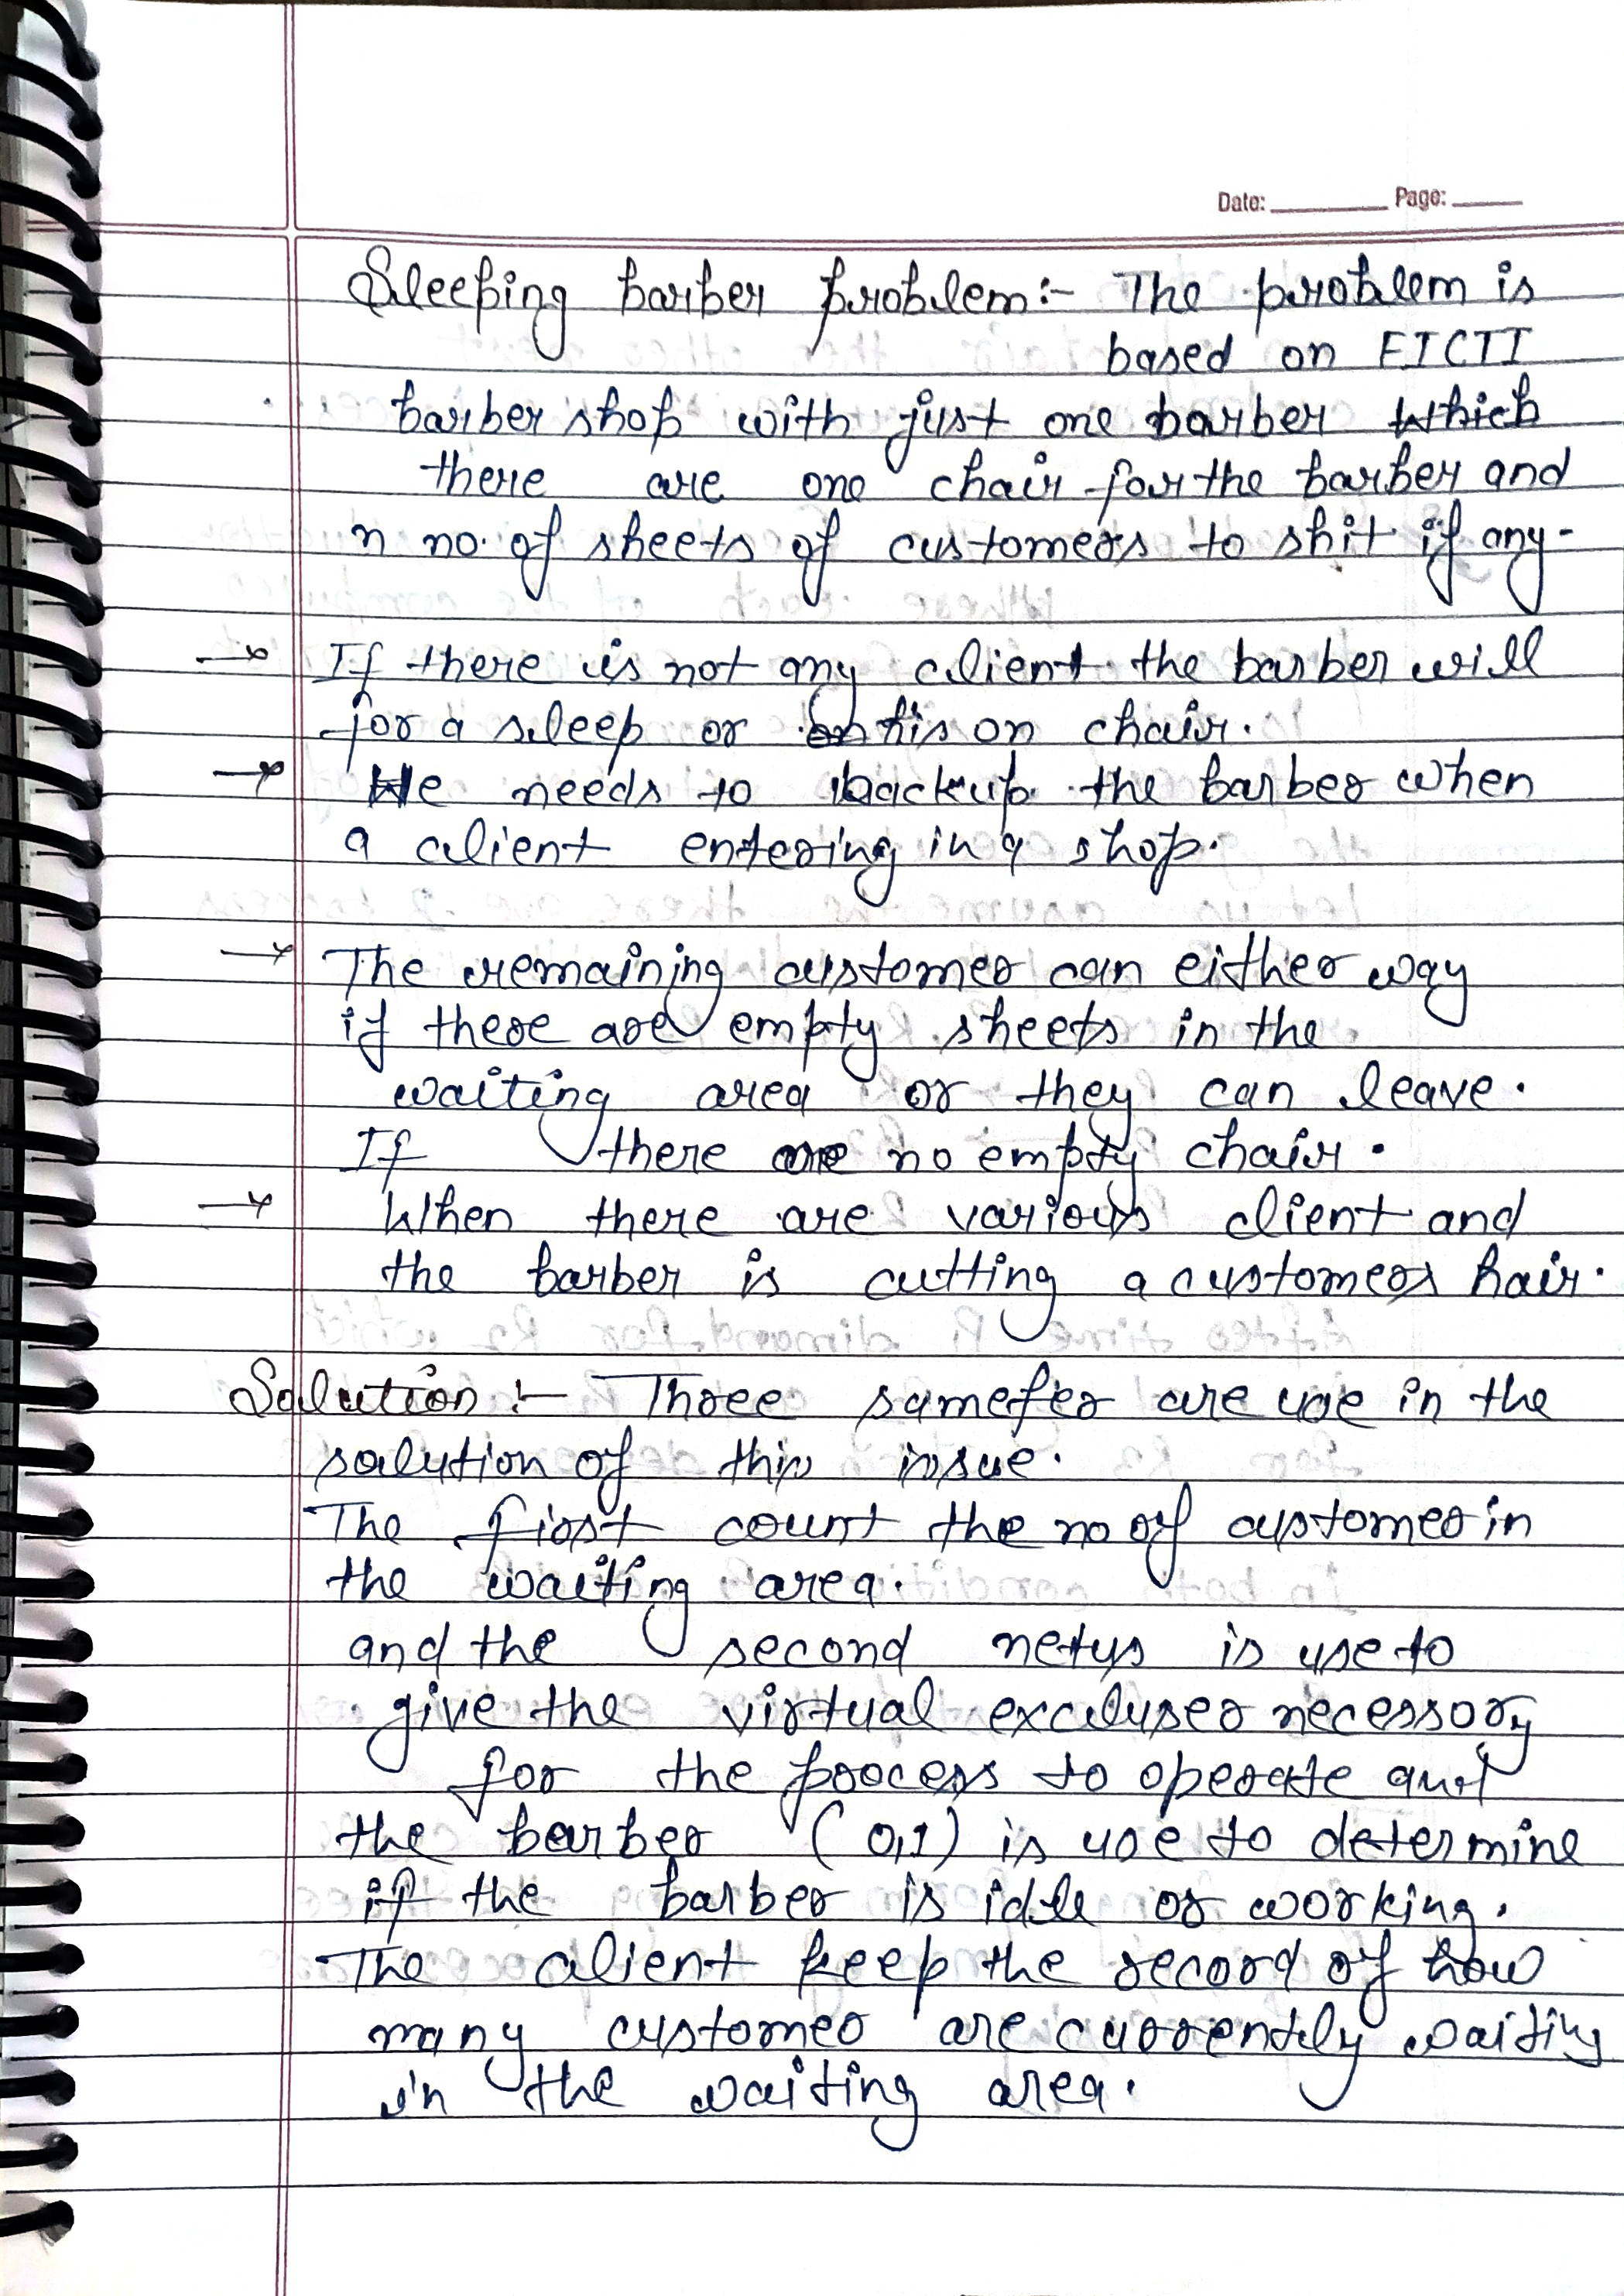 Date: Page:
Sleeping barber problem:- The problem is
based on FICTI
barber shop with just one barber which
there are one chair for the barber and
n no. of sheets of customers to shit if any-
→ If there is not any client the barber will
for a sleep or on his on chair.
→ He needs to backup the barber when
a client entering in a shop.
→ The remaining customer can either way
if there are empty sheets in the
waiting area or they can leave.
If there are no empty chair.
→ When there are various client and
the barber is cutting a customers hair.
Solution :- Three samefer are use in the
solution of this issue.
The first count the no of customer in
the waiting area.
and the second netus is use to
give the virtual excluser necessory
for the process to operate and
the barber (0,1) is use to determine
if the barber is idle or working.
The client keep the record of how
many customer are currently waiting
in the waiting area.